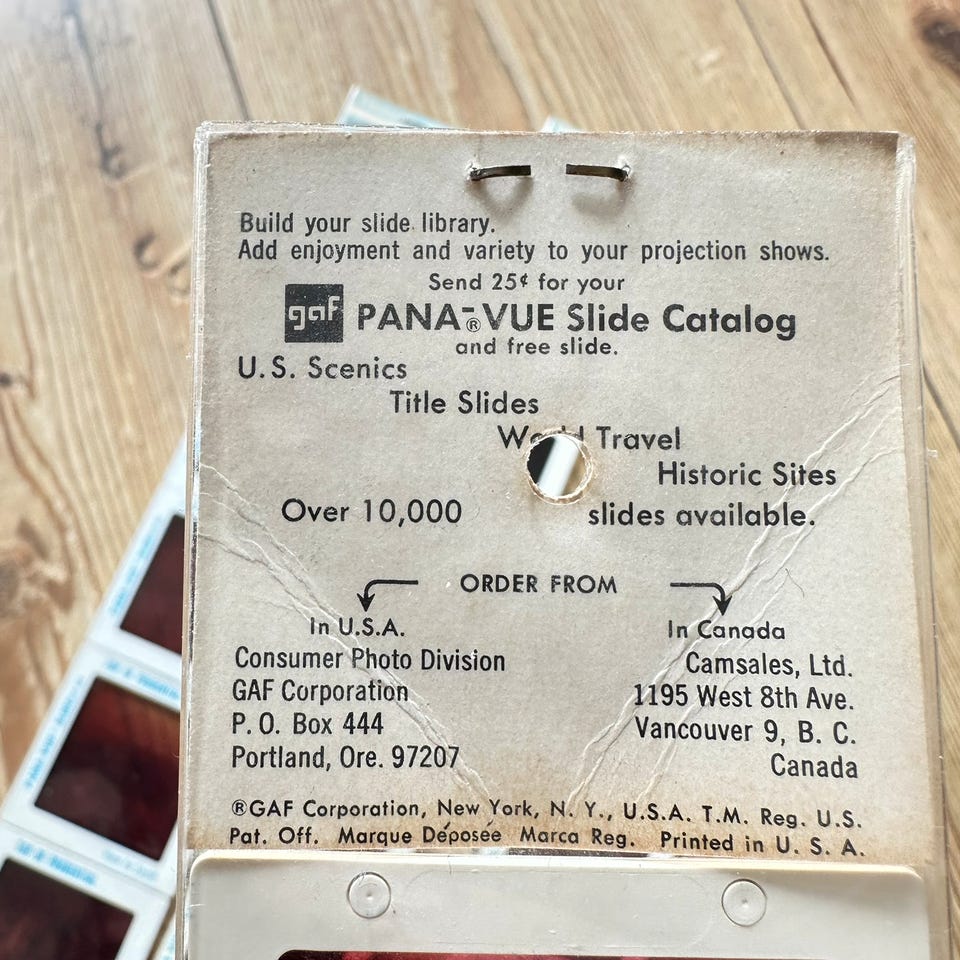 Build your slide library.
Add enjoyment and variety to your projection shows.
Send 25¢ for your
gaf PANA-®VUE Slide Catalog
and free slide.
U.S. Scenics
Title Slides
Travel
Historic Sites
Over 10,000 slides available.
ORDER FROM
In U.S.A.
Consumer Photo Division
GAF Corporation
P. O. Box 444
Portland, Ore. 97207
In Canada
Camsales, Ltd.
1195 West 8th Ave.
Vancouver 9, B. C.
Canada
®GAF Corporation, New York, N. Y., U.S.A. T.M. Reg. U.S.
Pat. Off. Marque Déposée Marca Reg. Printed in U. S. A.